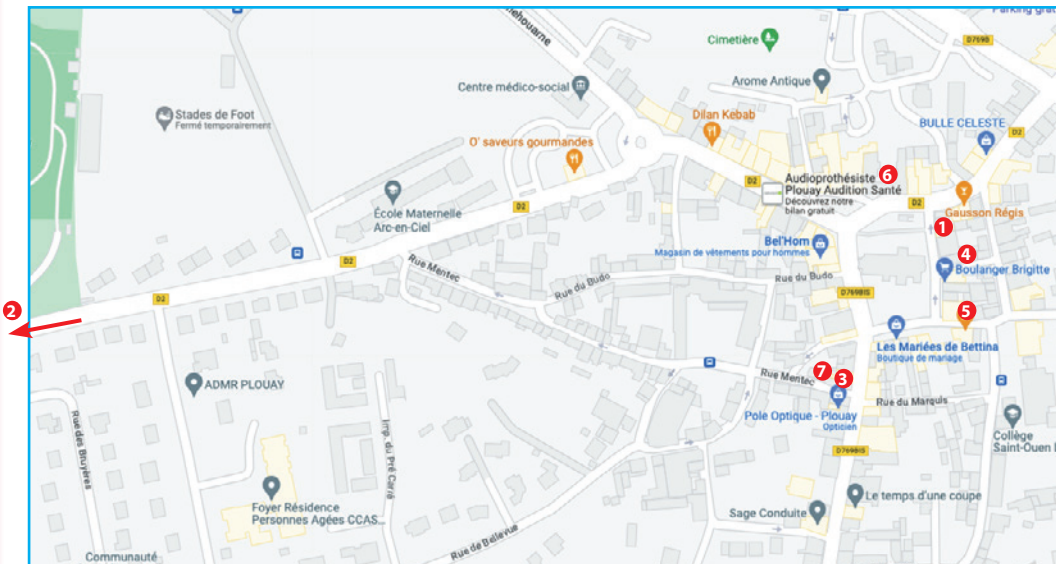 Parking grat
nehouarne
D769B
Cimetière
Centre médico-social
Arome Antique
Stades de Foot
Fermé temporairement
Dilan Kebab
BULLE CELESTE
D2
O' saveurs gourmandes
Audioprothésiste
Plouay Audition Santé
Découvrez notre
bilan gratuit
6
D2
D2
École Maternelle
Arc-en-Ciel
D2
Gausson Régis
1
Bel'Hom
Magasin de vêtements pour hommes
4
Boulanger Brigitte
D2
Rue Mentec
Rue du Budo
Rue du Budo
D769BIS
D2
2
5
Les Mariées de Bettina
Boutique de mariage
ADMR PLOUAY
Rue Mentec
7
3
Pole Optique - Plouay
Opticien
Rue du Marquis
Rue des Bruyères
Imp. du Pré Carré
Collège
Saint-Ouen
D769BIS
Foyer Résidence
Personnes Agées CCAS...
Le temps d'une coupe
Sage Conduite
Rue de Bellevue
Communauté